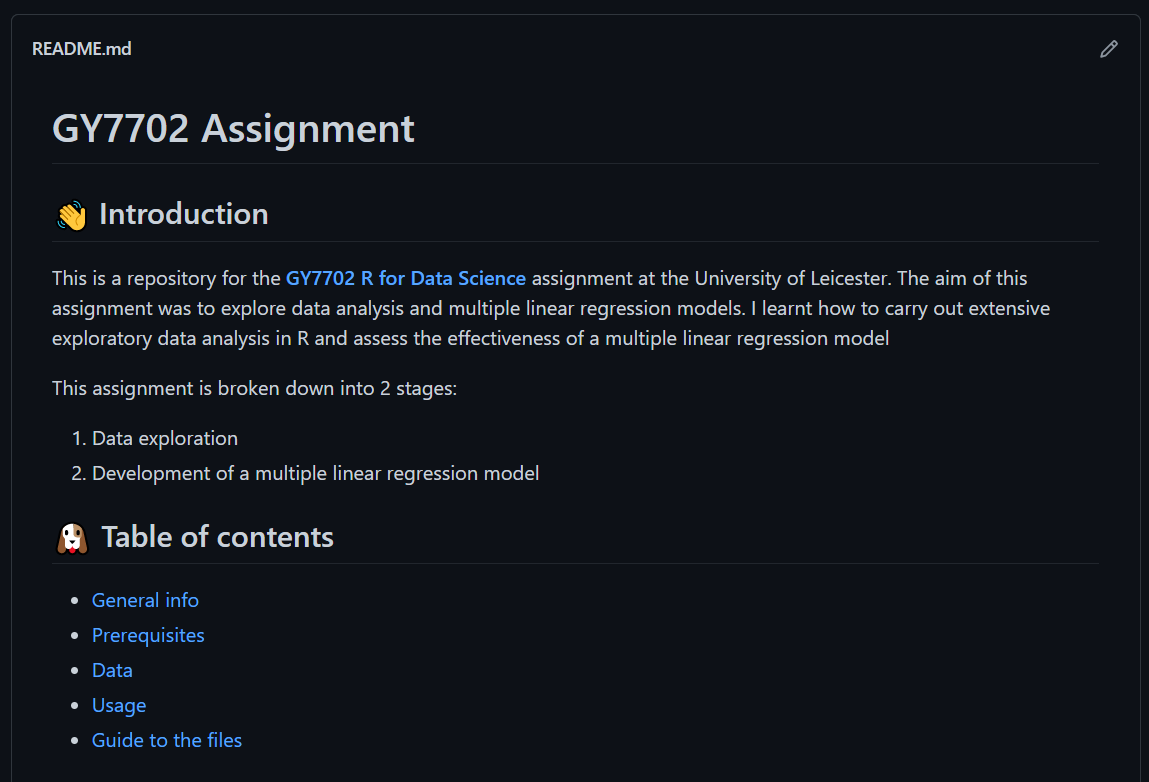 README.md
GY7702 Assignment
👋 Introduction
This is a repository for the GY7702 R for Data Science assignment at the University of Leicester. The aim of this
assignment was to explore data analysis and multiple linear regression models. I learnt how to carry out extensive
exploratory data analysis in R and assess the effectiveness of a multiple linear regression model
This assignment is broken down into 2 stages:
1. Data exploration
2. Development of a multiple linear regression model
🐶 Table of contents
• General info
• Prerequisites
• Data
• Usage
• Guide to the files